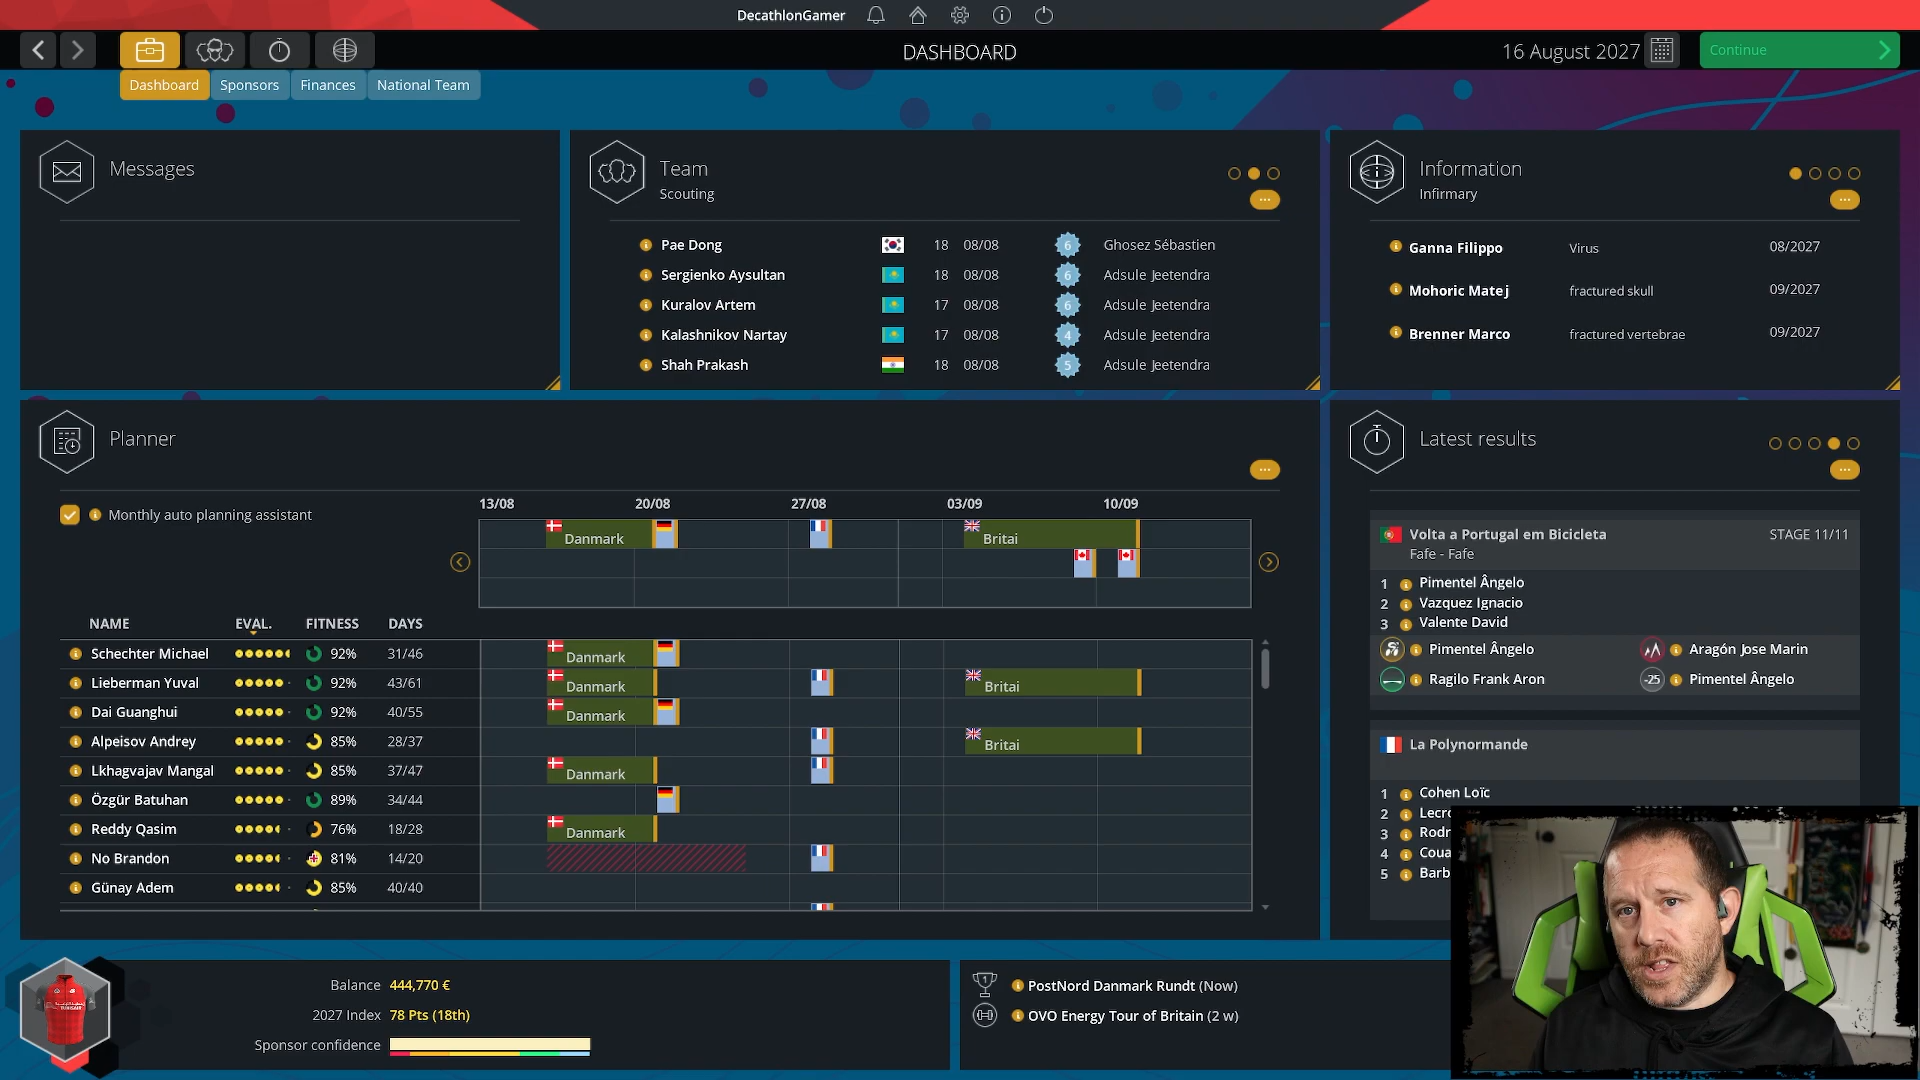 DecathlonGamer
DASHBOARD
16 August 2027
Continue
Dashboard
Sponsors
Finances
National Team
Messages
Team
Scouting
Pae Dong 18 08/08 6 Ghosez Sébastien
Sergienko Aysultan 18 08/08 6 Adsule Jeetendra
Kuralov Artem 17 08/08 6 Adsule Jeetendra
Kalashnikov Nartay 17 08/08 4 Adsule Jeetendra
Shah Prakash 18 08/08 5 Adsule Jeetendra
Information
Infirmary
Ganna Filippo Virus 08/2027
Mohoric Matej fractured skull 09/2027
Brenner Marco fractured vertebrae 09/2027
Planner
Monthly auto planning assistant
13/08 20/08 27/08 03/09 10/09
Danmark Britai
NAME EVAL. FITNESS DAYS
Schechter Michael 92% 31/46 Danmark
Lieberman Yuval 92% 43/61 Danmark Britai
Dai Guanghui 92% 40/55 Danmark
Alpeisov Andrey 85% 28/37 Britai
Lkhagvajav Mangal 85% 37/47 Danmark
Özgür Batuhan 89% 34/44
Reddy Qasim 76% 18/28 Danmark
No Brandon 81% 14/20
Günay Adem 85% 40/40
Latest results
Volta a Portugal em Bicicleta STAGE 11/11
Fafe - Fafe
1 Pimentel Ângelo
2 Vazquez Ignacio
3 Valente David
Pimentel Ângelo Aragón Jose Marin
Ragilo Frank Aron -25 Pimentel Ângelo
La Polynormande
1 Cohen Loïc
2 Lecro
3 Rodr
4 Coua
5 Barb
Balance 444,770 €
2027 Index 78 Pts (18th)
Sponsor confidence
1 PostNord Danmark Rundt (Now)
OVO Energy Tour of Britain (2 w)